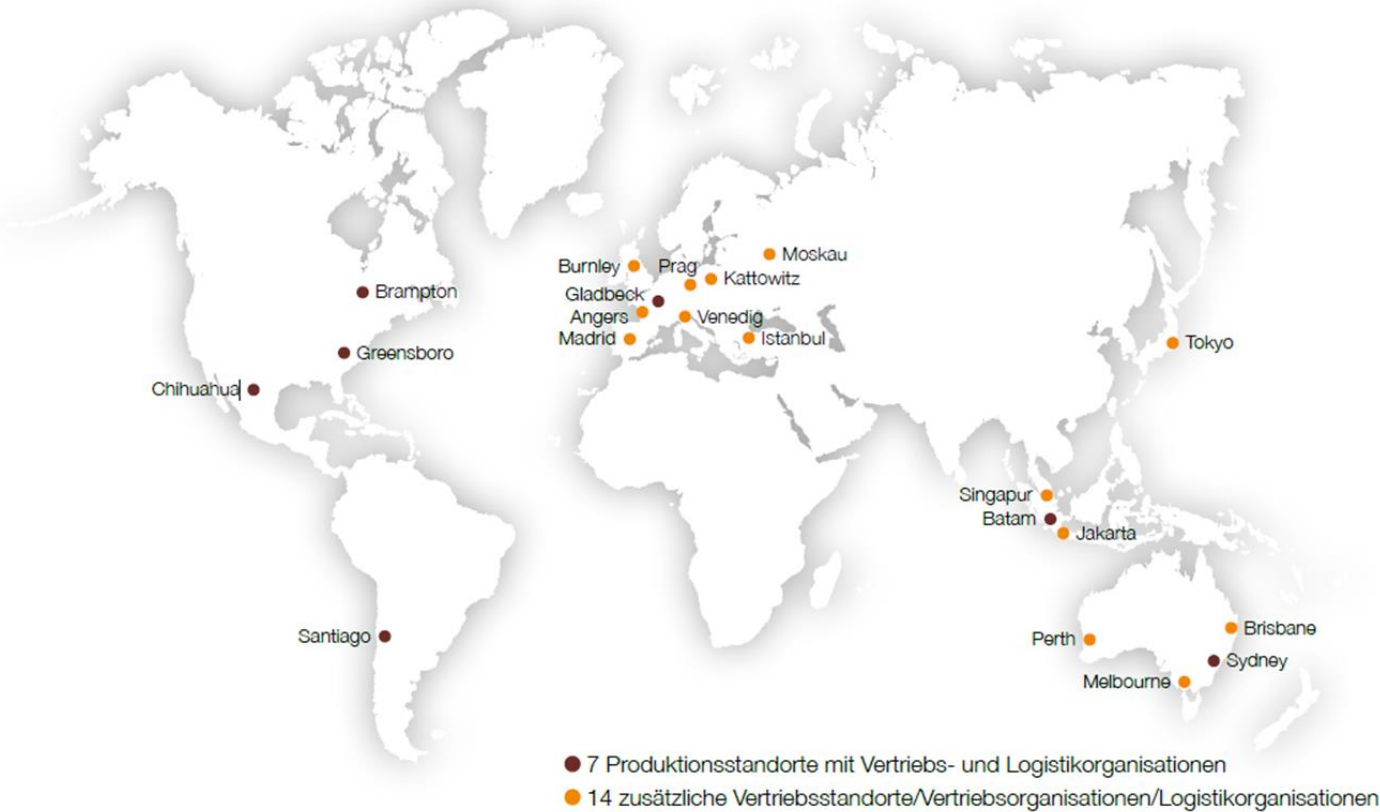 Moskau
Burnley
Prag
Kattowitz
Brampton
Gladbeck
Angers
Venedig
Madrid
Istanbul
Tokyo
Greensboro
Chihuahua
Singapur
Batam
Jakarta
Santiago
Perth
Brisbane
Sydney
Melbourne
7 Produktionsstandorte mit Vertriebs- und Logistikorganisationen
14 zusätzliche Vertriebsstandorte/Vertriebsorganisationen/Logistikorganisationen